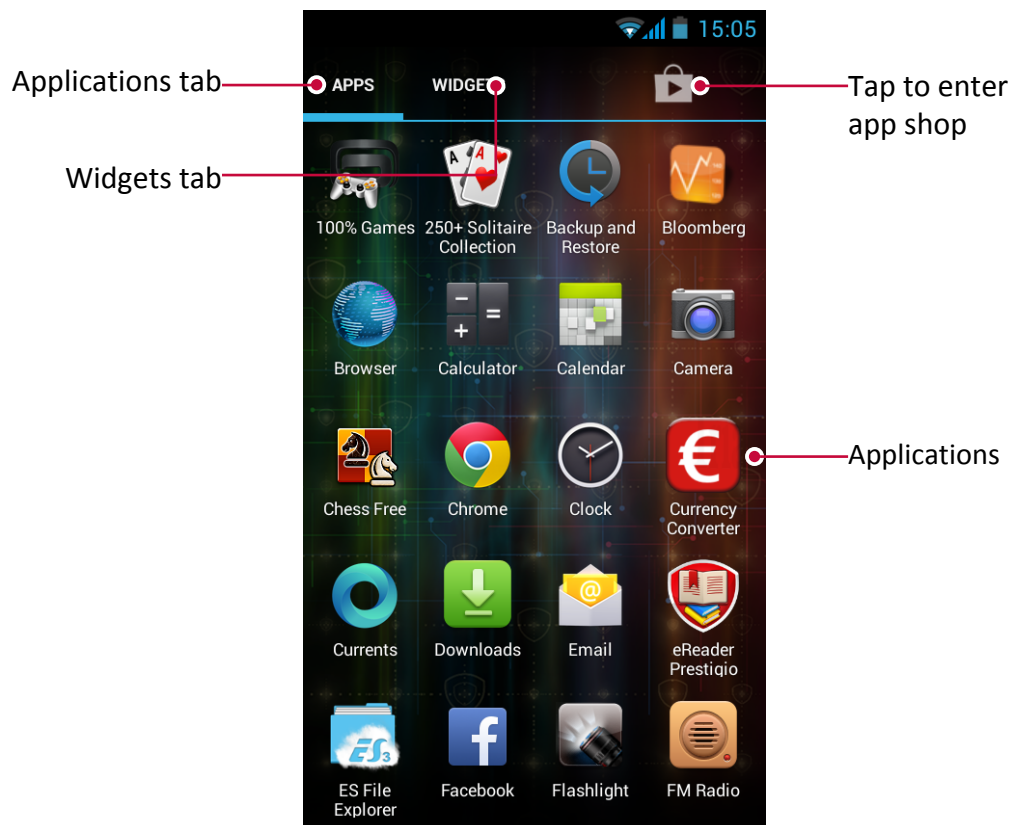 15:05
Applications tab
APPS
WIDGETS
Tap to enter
app shop
Widgets tab
100% Games
250+ Solitaire
Collection
Backup and
Restore
Bloomberg
Browser
Calculator
Calendar
Camera
Applications
Chess Free
Chrome
Clock
Currency
Converter
Currents
Downloads
Email
eReader
Prestigio
ES File
Explorer
Facebook
Flashlight
FM Radio